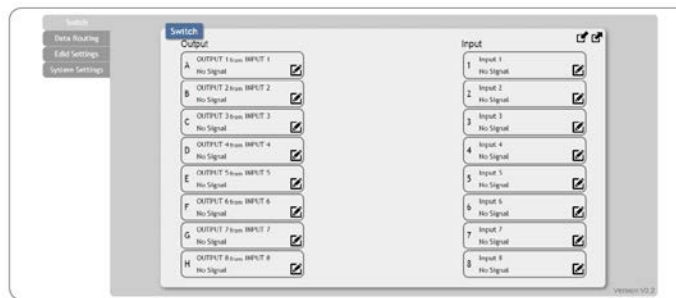 Switch
Data Routing
Edid Settings
System Settings
Switch
Output
A OUTPUT 1 from INPUT 1
No Signal
B OUTPUT 2 from INPUT 2
No Signal
C OUTPUT 3 from INPUT 3
No Signal
D OUTPUT 4 from INPUT 4
No Signal
E OUTPUT 5 from INPUT 5
No Signal
F OUTPUT 6 from INPUT 6
No Signal
G OUTPUT 7 from INPUT 7
No Signal
H OUTPUT 8 from INPUT 8
No Signal
Input
1 Input 1
No Signal
2 Input 2
No Signal
3 Input 3
No Signal
4 Input 4
No Signal
5 Input 5
No Signal
6 Input 6
No Signal
7 Input 7
No Signal
8 Input 8
No Signal
Version V0.2